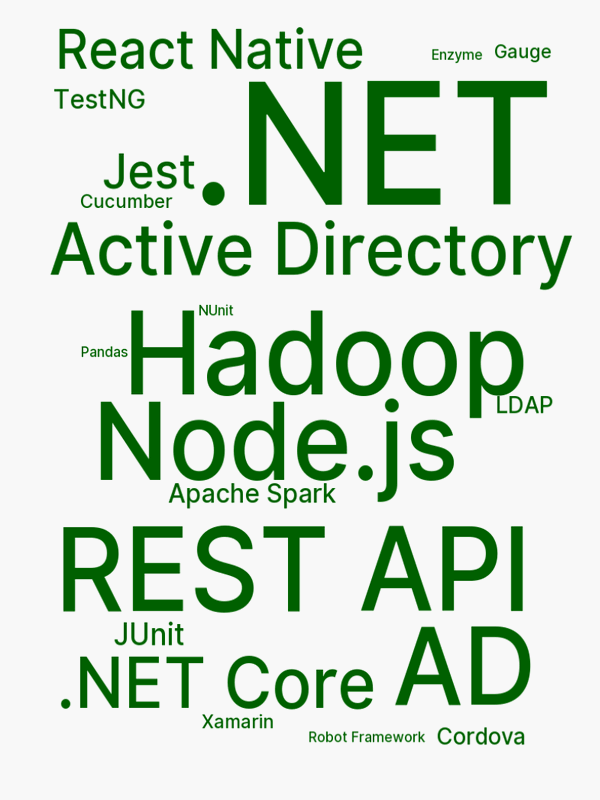 React Native
Enzyme
Gauge
TestNG
.NET
Jest
Cucumber
Active Directory
NUnit
Pandas
Hadoop
LDAP
Node.js
Apache Spark
REST API
JUnit
AD
.NET Core
Xamarin
Robot Framework
Cordova